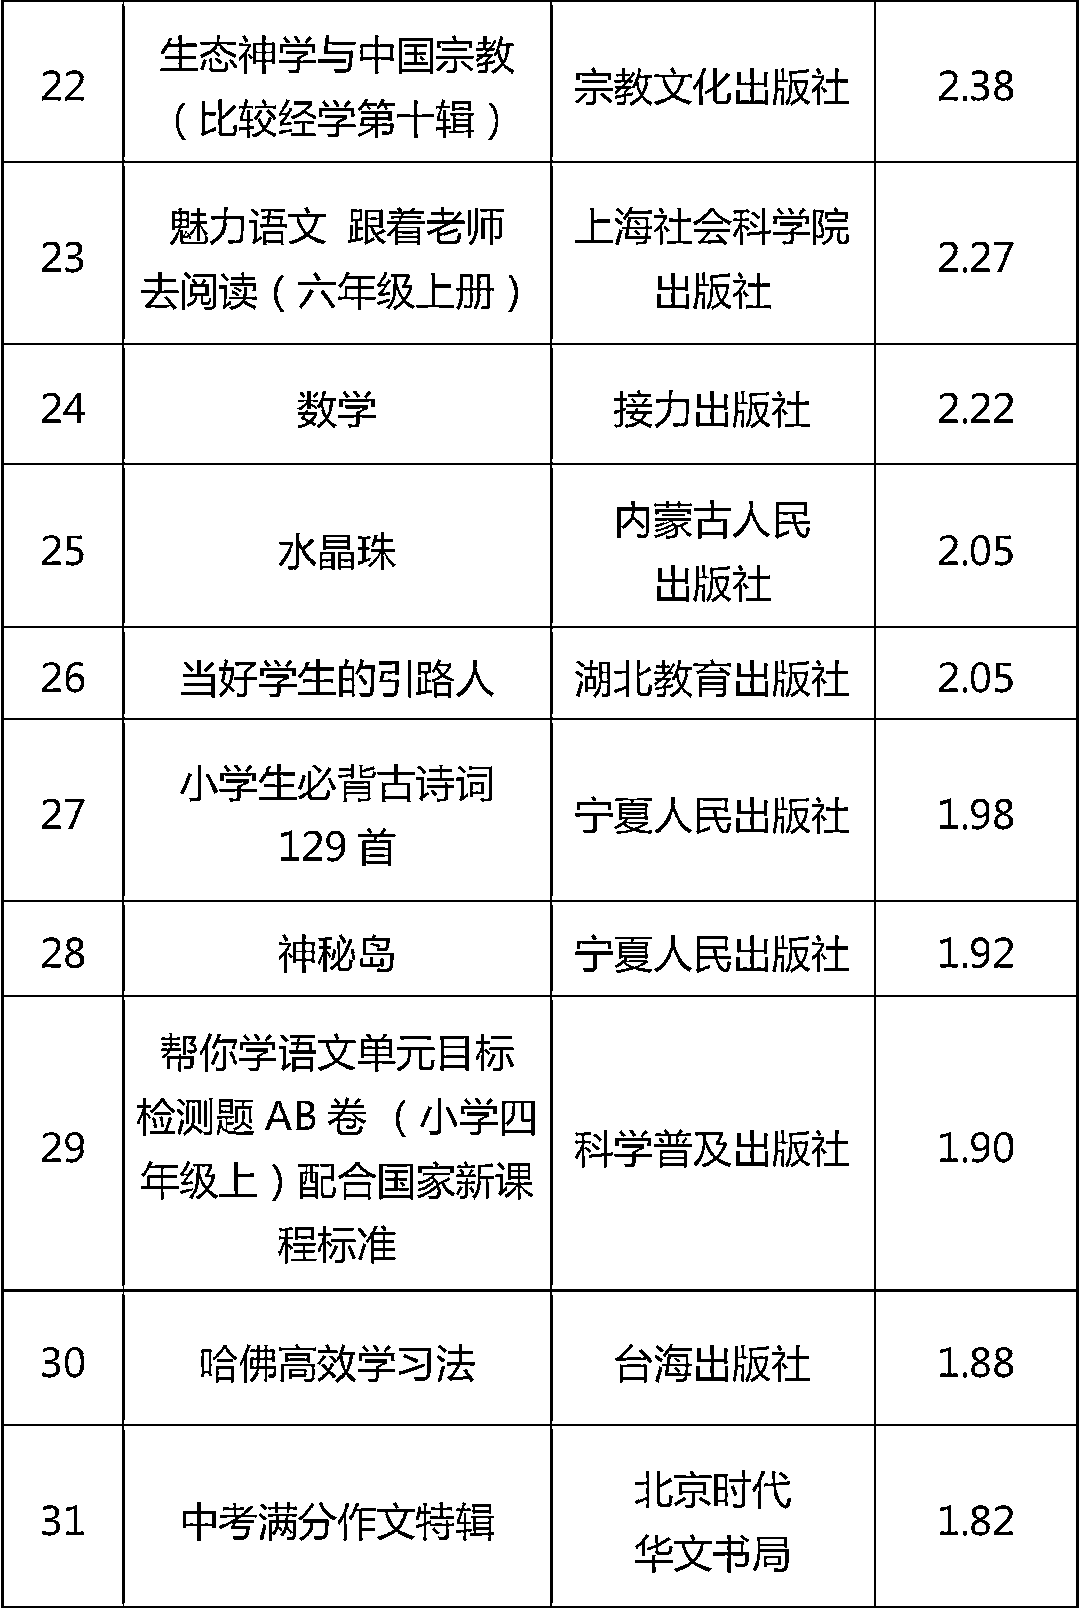 22 生态神学与中国宗教（比较经学第十辑） 宗教文化出版社 2.38
23 魅力语文 跟着老师去阅读（六年级上册） 上海社会科学院出版社 2.27
24 数学 接力出版社 2.22
25 水晶珠 内蒙古人民出版社 2.05
26 当好学生的引路人 湖北教育出版社 2.05
27 小学生必背古诗词129首 宁夏人民出版社 1.98
28 神秘岛 宁夏人民出版社 1.92
29 帮你学语文单元目标检测题AB卷（小学四年级上）配合国家新课程标准 科学普及出版社 1.90
30 哈佛高效学习法 台海出版社 1.88
31 中考满分作文特辑 北京时代华文书局 1.82